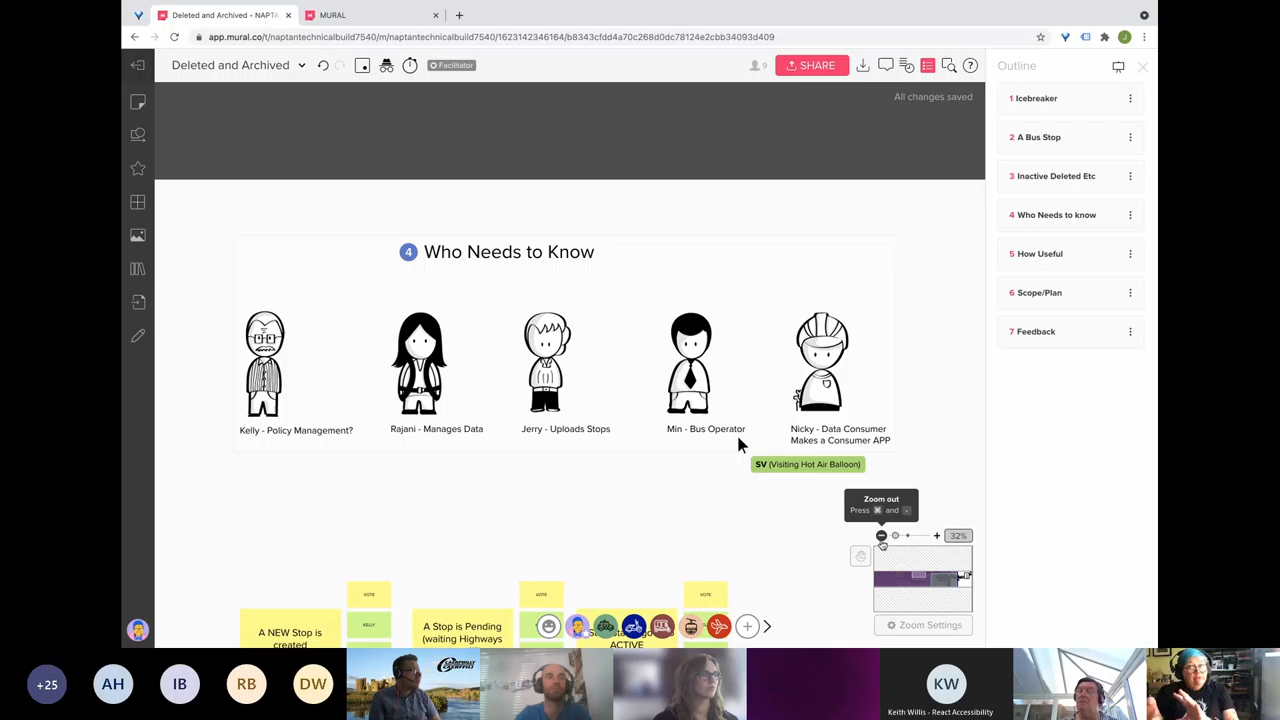 Deleted and Archived - NAPTA
MURAL
app.mural.co/t/naptantechnicalbuild7540/m/naptantechnicalbuild7540/1623142346164/b8343cfdd4a70c268d0dc78124e2cbb34093d409
J
Deleted and Archived
Facilitator
9
SHARE
Outline
All changes saved
1 Icebreaker
2 A Bus Stop
3 Inactive Deleted Etc
4 Who Needs to know
5 How Useful
6 Scope/Plan
7 Feedback
4 Who Needs to Know
Kelly - Policy Management?
Rajani - Manages Data
Jerry - Uploads Stops
Min - Bus Operator
Nicky - Data Consumer
Makes a Consumer APP
SV (Visiting Hot Air Balloon)
Zoom out
Press ⌘ and -
32%
Zoom Settings
VOTE
VOTE
VOTE
KELLY
A NEW Stop is
created
A Stop is Pending
(waiting Highways
ACTIVE
+25
AH
IB
RB
DW
KW
Keith Willis - React Accessibility